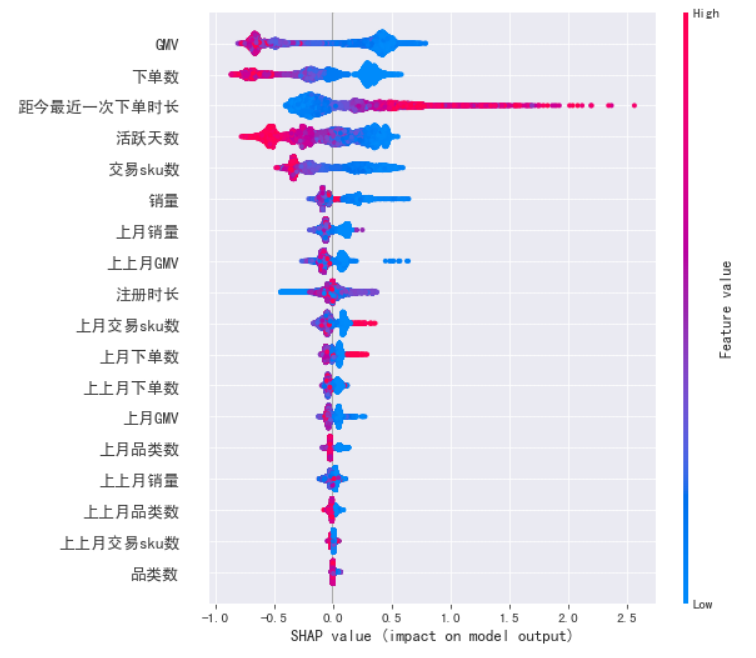 High
GMV
下单数
距今最近一次下单时长
活跃天数
交易sku数
销量
上月销量
上上月GMV
注册时长
上月交易sku数
上月下单数
上上月下单数
上月GMV
上月品类数
上上月销量
上上月品类数
上上月交易sku数
品类数
Feature value
Low
-1.0 -0.5 0.0 0.5 1.0 1.5 2.0 2.5
SHAP value (impact on model output)